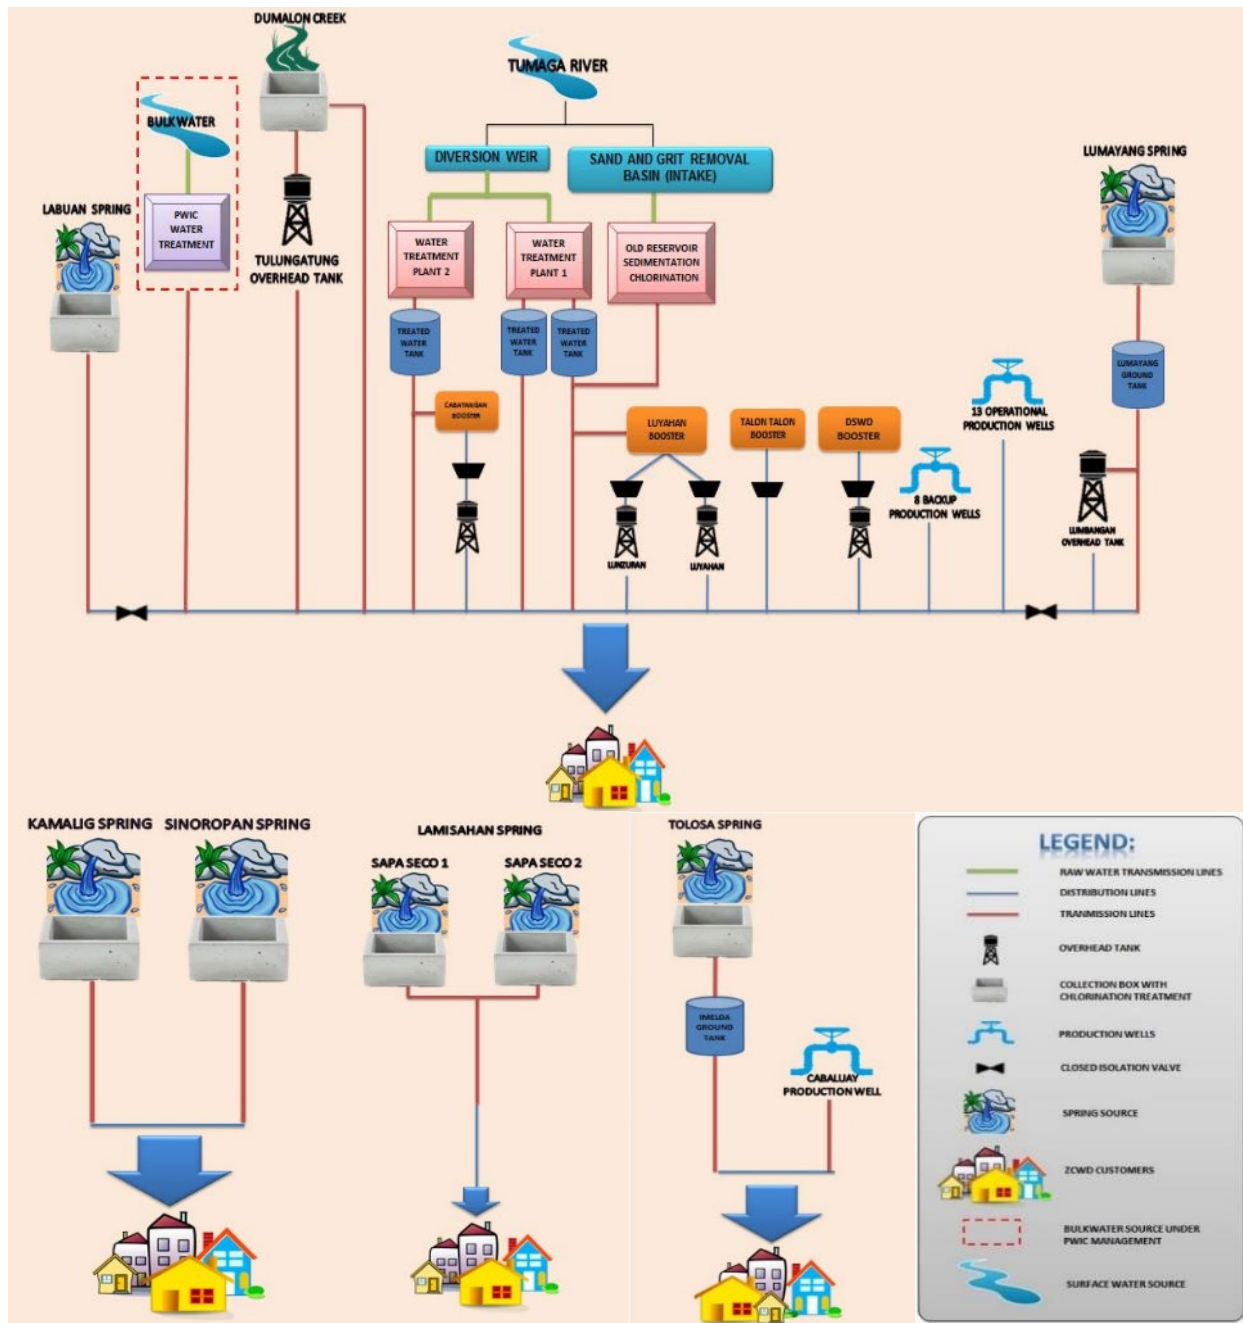 DUMALON CREEK
TUMAGA RIVER
BULKWATER
LUMAYANG SPRING
DIVERSION WEIR
SAND AND GRIT REMOVAL
BASIN (INTAKE)
LABUAN SPRING
PWIC
WATER
TREATMENT
TULUNGATUNG
OVERHEAD TANK
WATER
TREATMENT
PLANT 2
WATER
TREATMENT
PLANT 1
OLD RESERVOIR
SEDIMENTATION
CHLORINATION
TREATED
WATER
TANK
TREATED
WATER
TANK
TREATED
WATER
TANK
LUMAYANG
GROUND
TANK
CABATANGAN
BOOSTER
LUYAHAN
BOOSTER
TALON TALON
BOOSTER
DSWD
BOOSTER
13 OPERATIONAL
PRODUCTION WELLS
8 BACKUP
PRODUCTION WELLS
LUMBANGAN
OVERHEAD TANK
LUNZURAN
LUYAHAN
KAMALIG SPRING
SINOROPAN SPRING
LAMISAHAN SPRING
SAPA SECO 1
SAPA SECO 2
TOLOSA SPRING
IMELDA
GROUND
TANK
CABALUAY
PRODUCTION WELL
LEGEND:
RAW WATER TRANSMISSION LINES
DISTRIBUTION LINES
TRANMISSION LINES
OVERHEAD TANK
COLLECTION BOX WITH
CHLORINATION TREATMENT
PRODUCTION WELLS
CLOSED ISOLATION VALVE
SPRING SOURCE
ZCWD CUSTOMERS
BULKWATER SOURCE UNDER
PWIC MANAGEMENT
SURFACE WATER SOURCE